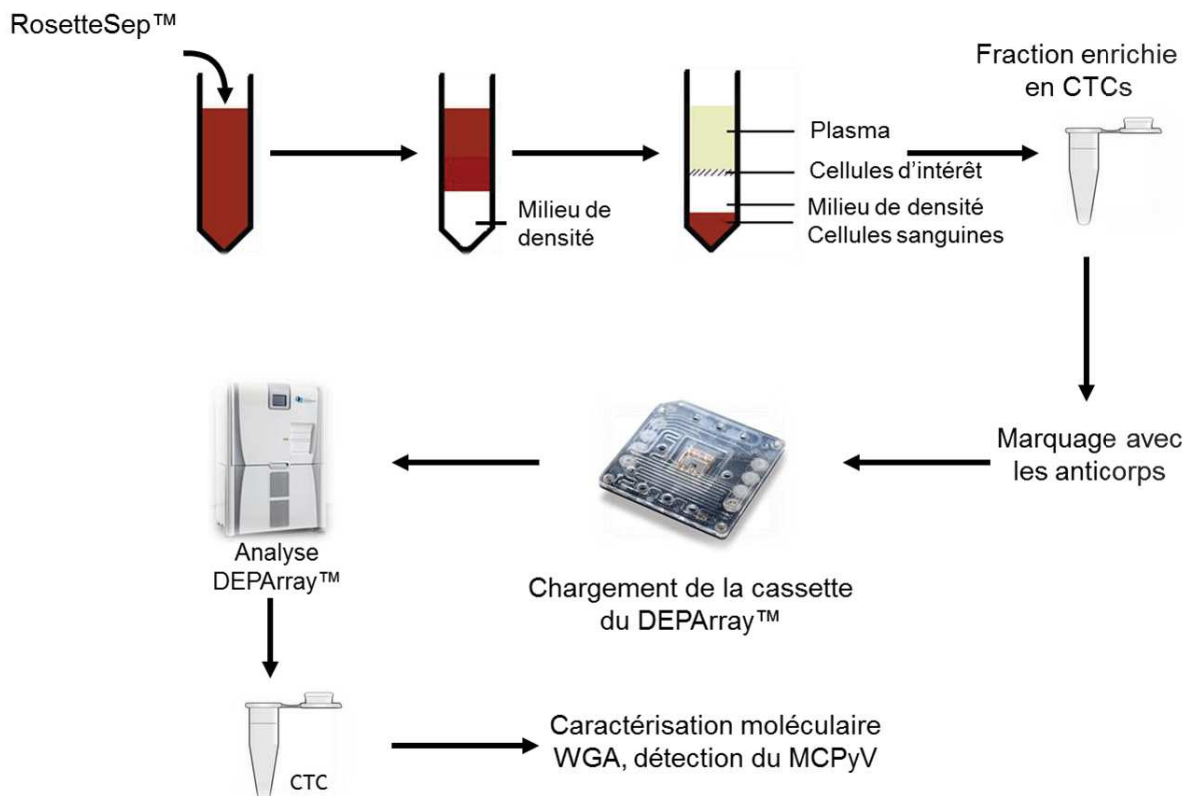 RosetteSep™
Milieu de
densité
Plasma
Cellules d'intérêt
Milieu de densité
Cellules sanguines
Fraction enrichie
en CTCs
Marquage avec
les anticorps
Chargement de la cassette
du DEPArray™
Analyse
DEPArray™
CTC
Caractérisation moléculaire
WGA, détection du MCPyV